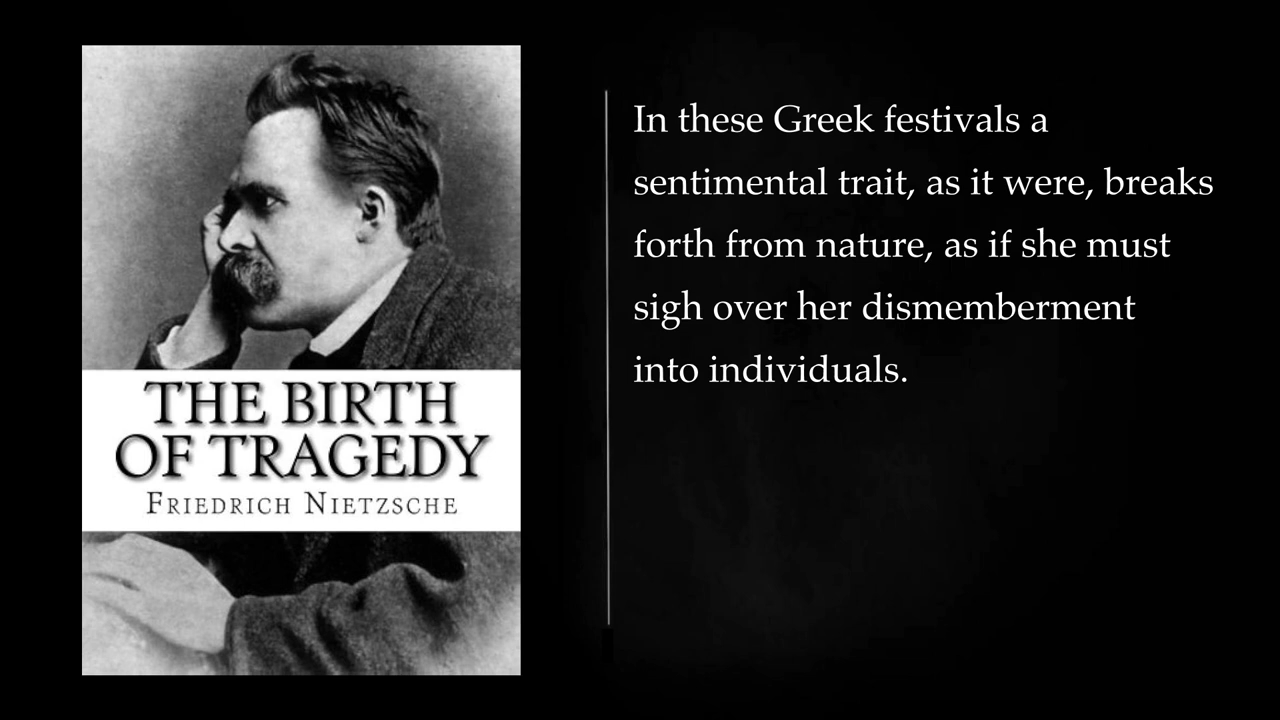 THE BIRTH
OF TRAGEDY
FRIEDRICH NIETZSCHE
In these Greek festivals a
sentimental trait, as it were, breaks
forth from nature, as if she must
sigh over her dismemberment
into individuals.